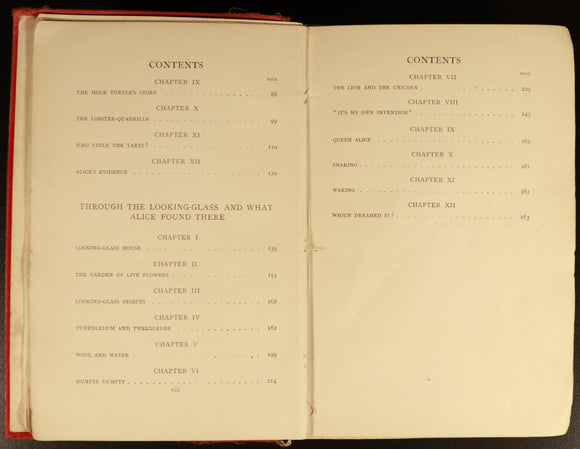 CONTENTS
CHAPTER IX
PAGE
THE MOCK TURTLE'S STORY . . . . . . . . . . . . . 88
CHAPTER X
THE LOBSTER-QUADRILLE . . . . . . . . . . . . . 99
CHAPTER XI
WHO STOLE THE TARTS? . . . . . . . . . . . . . 110
CHAPTER XII
ALICE'S EVIDENCE . . . . . . . . . . . . . 120
THROUGH THE LOOKING-GLASS AND WHAT
ALICE FOUND THERE
CHAPTER I
LOOKING-GLASS HOUSE . . . . . . . . . . . . . 139
CHAPTER II
THE GARDEN OF LIVE FLOWERS . . . . . . . . . . . . . 155
CHAPTER III
LOOKING-GLASS INSECTS . . . . . . . . . . . . . 168
CHAPTER IV
TWEEDLEDUM AND TWEEDLEDEE . . . . . . . . . . . . . 182
CHAPTER V
WOOL AND WATER . . . . . . . . . . . . . 199
CHAPTER VI
HUMPTY DUMPTY . . . . . . . . . . . . . 214
viii
CONTENTS
CHAPTER VII
PAGE
THE LION AND THE UNICORN . . . . . . . . . . . . . 229
CHAPTER VIII
"IT'S MY OWN INVENTION" . . . . . . . . . . . . . 243
CHAPTER IX
QUEEN ALICE . . . . . . . . . . . . . 262
CHAPTER X
SHAKING . . . . . . . . . . . . . 281
CHAPTER XI
WAKING . . . . . . . . . . . . . 282
CHAPTER XII
WHICH DREAMED IT? . . . . . . . . . . . . . 283
ix